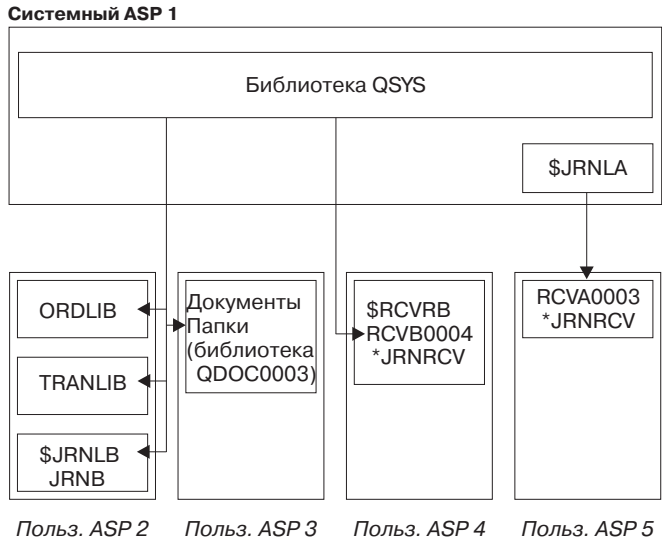 Системный ASP 1
Библиотека QSYS
$JRNLA
ORDLIB
TRANLIB
$JRNLB
JRNB
Документы
Папки
(библиотека
QDOC0003)
$RCVRB
RCVB0004
*JRNRCV
RCVA0003
*JRNRCV
Польз. ASP 2
Польз. ASP 3
Польз. ASP 4
Польз. ASP 5